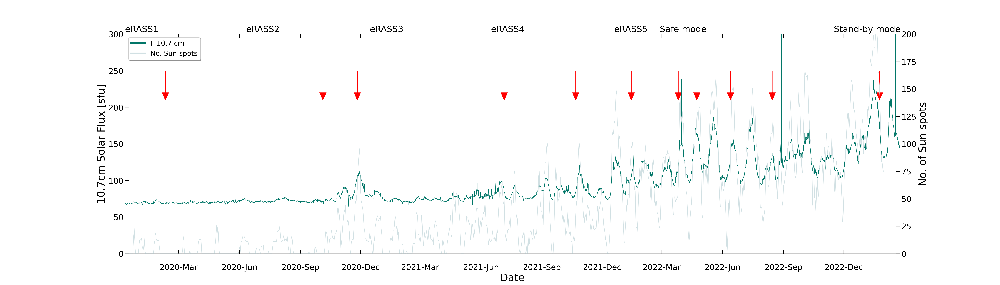 eRASS1 eRASS2 eRASS3 eRASS4 eRASS5 Safe mode Stand-by mode
F 10.7 cm
No. Sun spots
10.7cm Solar Flux [sfu]
300
250
200
150
100
50
0
No. of Sun spots
200
175
150
125
100
75
50
25
0
2020-Mar 2020-Jun 2020-Sep 2020-Dec 2021-Mar 2021-Jun 2021-Sep 2021-Dec 2022-Mar 2022-Jun 2022-Sep 2022-Dec
Date